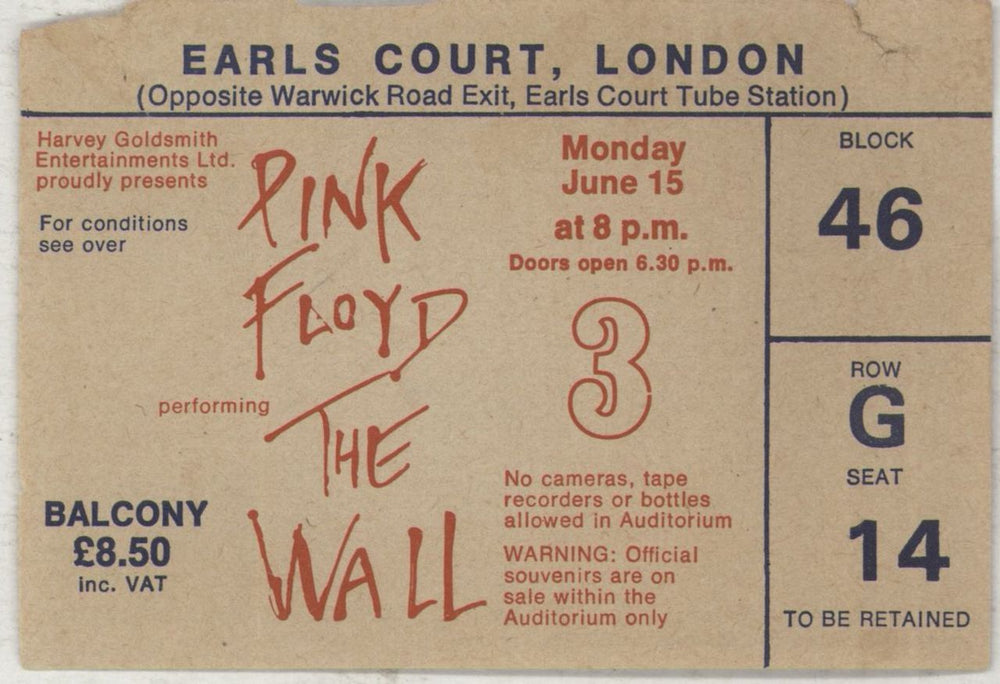 EARLS COURT, LONDON
(Opposite Warwick Road Exit, Earls Court Tube Station)
Harvey Goldsmith
Entertainments Ltd.
proudly presents
For conditions
see over
PINK
FLOYD
performing
THE
WALL
BALCONY
£8.50
inc. VAT
Monday
June 15
at 8 p.m.
Doors open 6.30 p.m.
3
No cameras, tape
recorders or bottles
allowed in Auditorium
WARNING: Official
souvenirs are on
sale within the
Auditorium only
BLOCK
46
ROW
G
SEAT
14
TO BE RETAINED